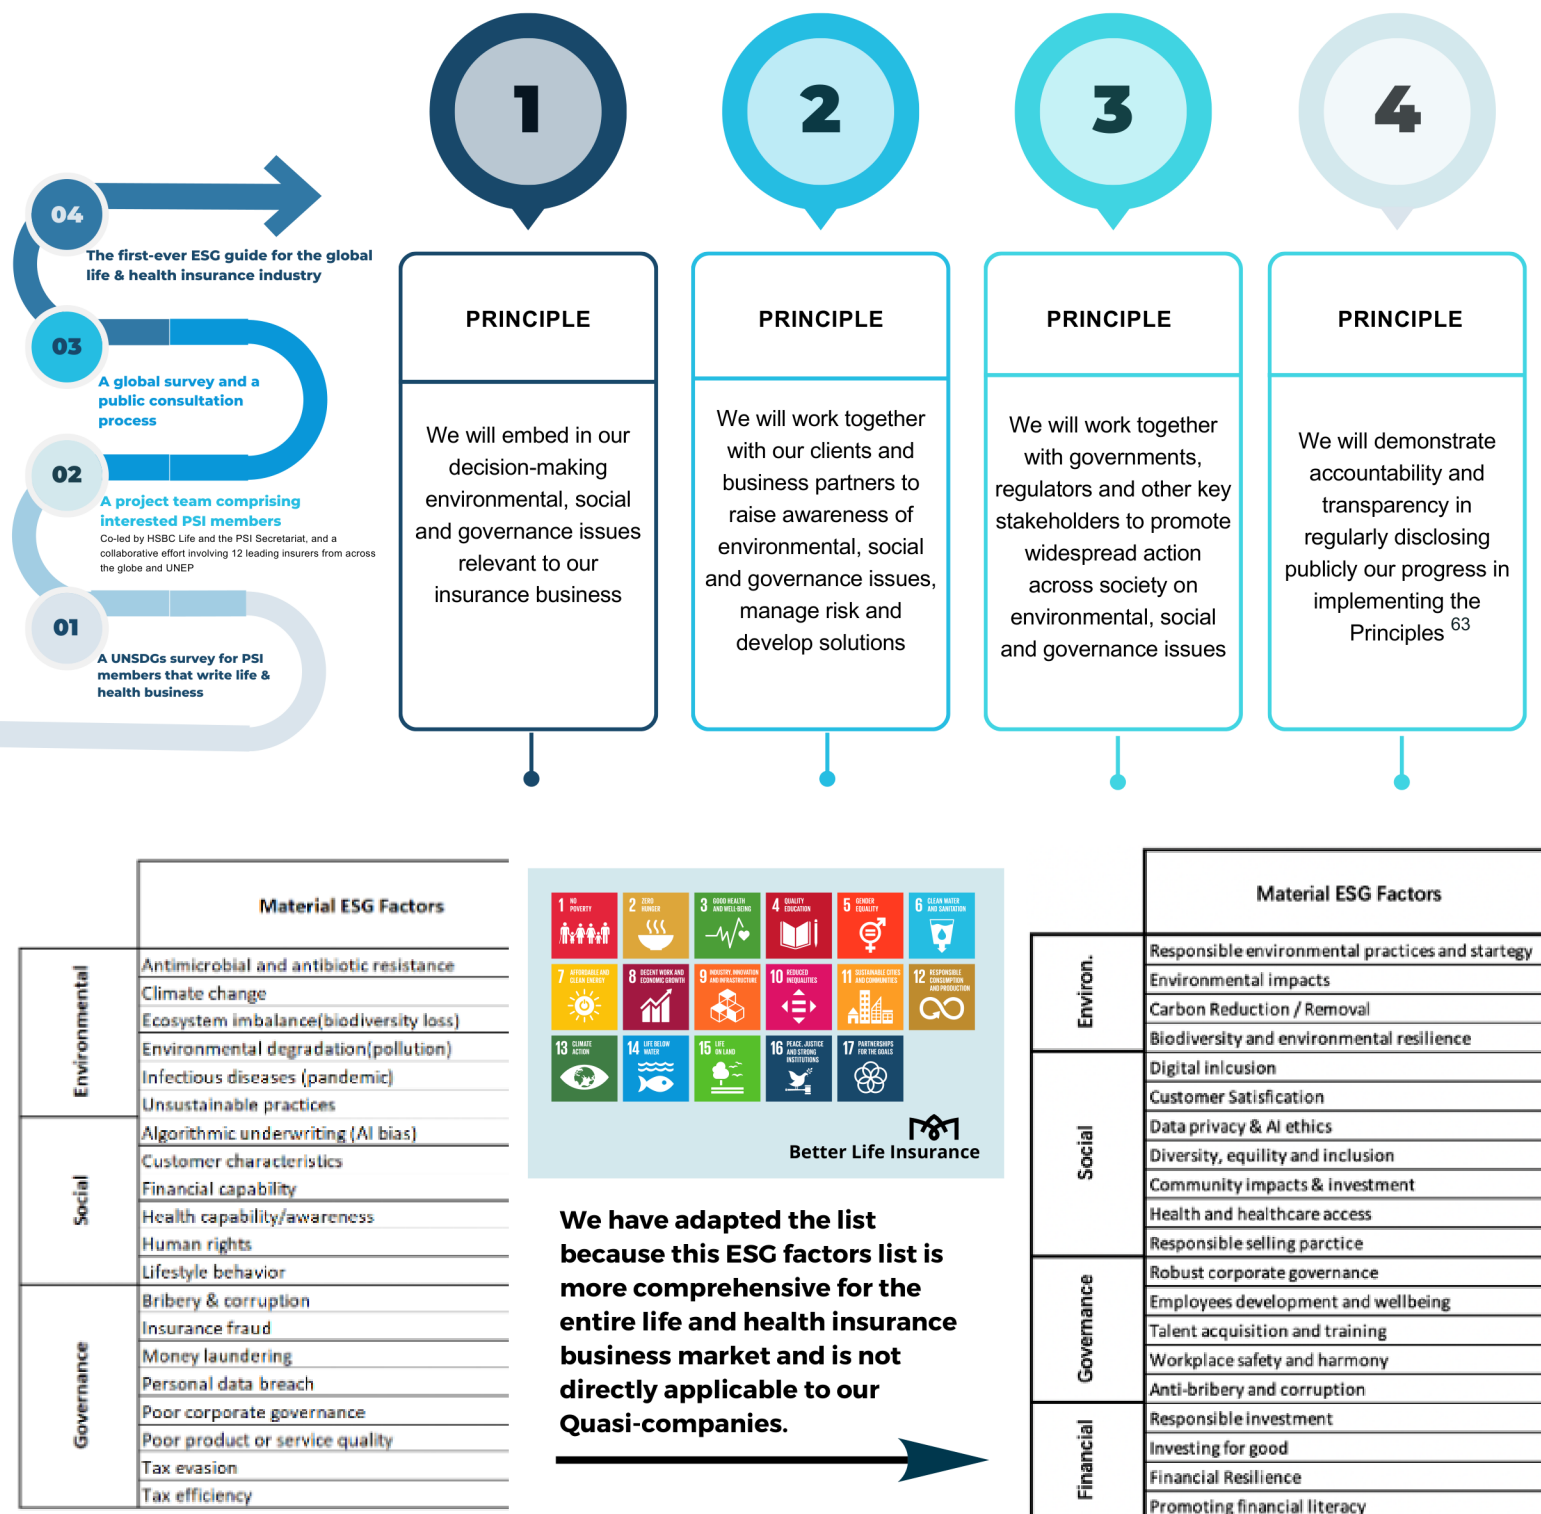 04
The first-ever ESG guide for the global
life & health insurance industry
03
A global survey and a
public consultation
process
02
A project team comprising
interested PSI members
Co-led by HSBC Life and the PSI Secretariat, and a
collaborative effort involving 12 leading insurers from across
the globe and UNEP
01
A UNSDGs survey for PSI
members that write life &
health business
1
PRINCIPLE
We will embed in our
decision-making
environmental, social
and governance issues
relevant to our
insurance business
2
PRINCIPLE
We will work together
with our clients and
business partners to
raise awareness of
environmental, social
and governance issues,
manage risk and
develop solutions
3
PRINCIPLE
We will work together
with governments,
regulators and other key
stakeholders to promote
widespread action
across society on
environmental, social
and governance issues
4
PRINCIPLE
We will demonstrate
accountability and
transparency in
regularly disclosing
publicly our progress in
implementing the
Principles 63
Material ESG Factors
Environmental
Antimicrobial and antibiotic resistance
Climate change
Ecosystem imbalance(biodiversity loss)
Environmental degradation(pollution)
Infectious diseases (pandemic)
Unsustainable practices
Social
Algorithmic underwriting (AI bias)
Customer characteristics
Financial capability
Health capability/awareness
Human rights
Lifestyle behavior
Governance
Bribery & corruption
Insurance fraud
Money laundering
Personal data breach
Poor corporate governance
Poor product or service quality
Tax evasion
Tax efficiency
1 NO
POVERTY
2 ZERO
HUNGER
3 GOOD HEALTH
AND WELL-BEING
4 QUALITY
EDUCATION
5 GENDER
EQUALITY
6 CLEAN WATER
AND SANITATION
7 AFFORDABLE AND
CLEAN ENERGY
8 DECENT WORK AND
ECONOMIC GROWTH
9 INDUSTRY, INNOVATION
AND INFRASTRUCTURE
10 REDUCED
INEQUALITIES
11 SUSTAINABLE CITIES
AND COMMUNITIES
12 RESPONSIBLE
CONSUMPTION
AND PRODUCTION
13 CLIMATE
ACTION
14 LIFE BELOW
WATER
15 LIFE
ON LAND
16 PEACE, JUSTICE
AND STRONG
INSTITUTIONS
17 PARTNERSHIPS
FOR THE GOALS
Better Life Insurance
We have adapted the list
because this ESG factors list is
more comprehensive for the
entire life and health insurance
business market and is not
directly applicable to our
Quasi-companies.
Material ESG Factors
Environ.
Responsible environmental practices and startegy
Environmental impacts
Carbon Reduction / Removal
Biodiversity and environmental resilience
Social
Digital inlcusion
Customer Satisfication
Data privacy & AI ethics
Diversity, equility and inclusion
Community impacts & investment
Health and healthcare access
Responsible selling parctice
Governance
Robust corporate governance
Employees development and wellbeing
Talent acquisition and training
Workplace safety and harmony
Anti-bribery and corruption
Financial
Responsible investment
Investing for good
Financial Resilience
Promoting financial literacy